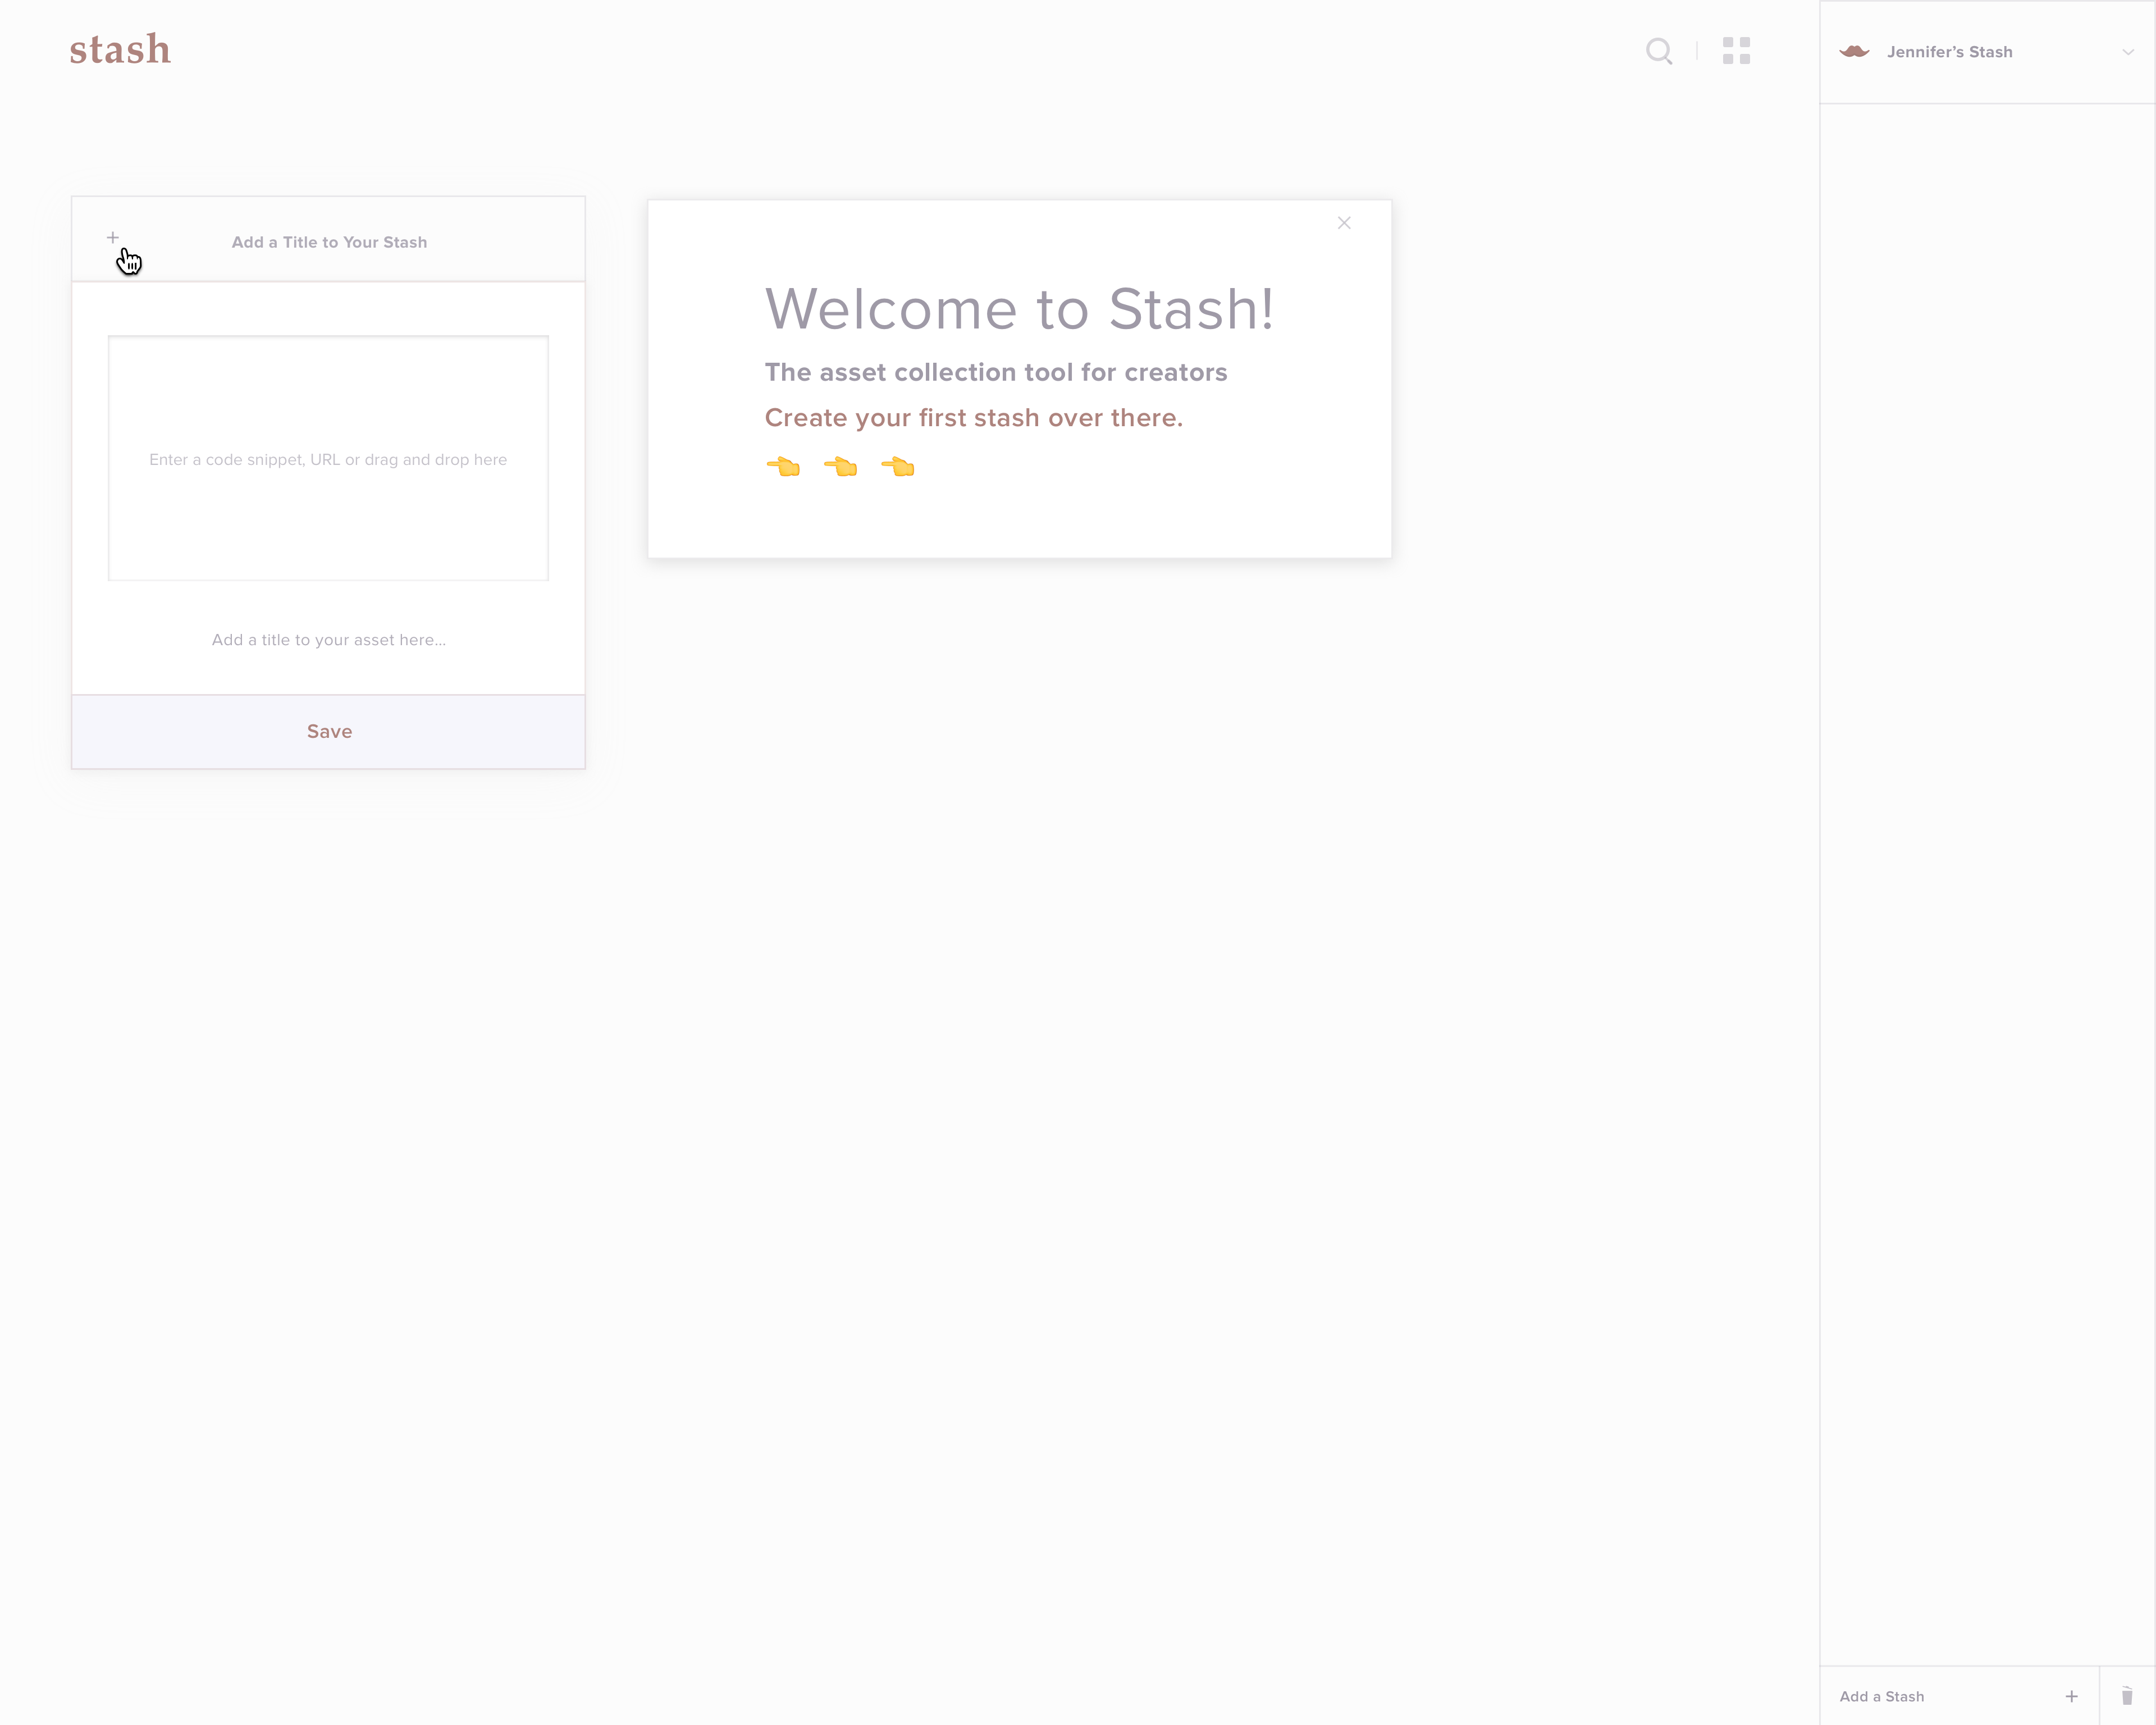 stash
Jennifer’s Stash
Add a Title to Your Stash
Enter a code snippet, URL or drag and drop here
Add a title to your asset here...
Save
Welcome to Stash!
The asset collection tool for creators
Create your first stash over there.
👈 👈 👈
Add a Stash